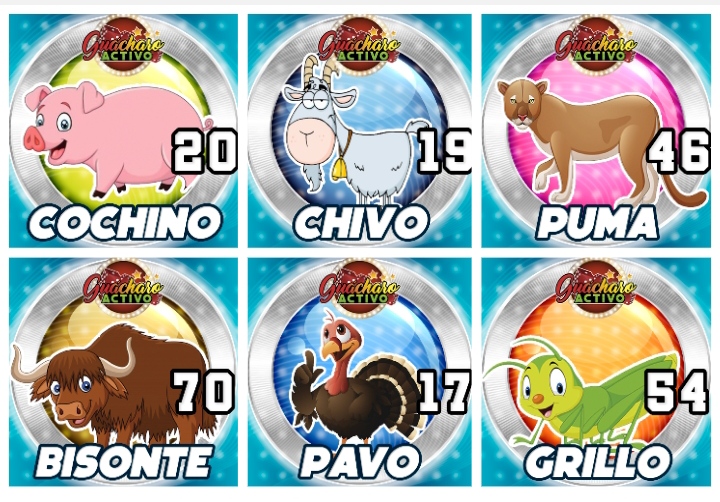 Guácharo
ACTIVO
20
COCHINO
Guácharo
ACTIVO
19
CHIVO
Guácharo
ACTIVO
46
PUMA
Guácharo
ACTIVO
70
BISONTE
Guácharo
ACTIVO
17
PAVO
Guácharo
ACTIVO
54
GRILLO